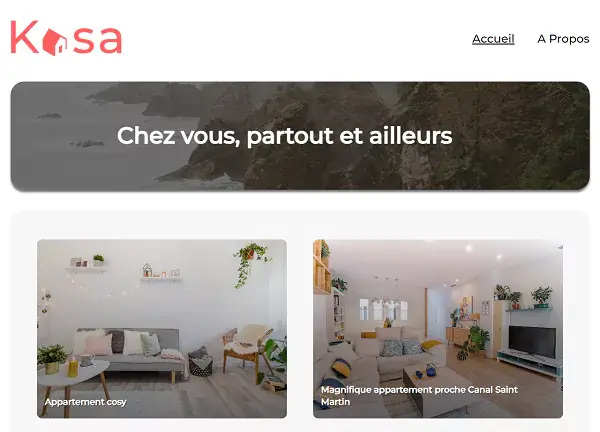 Kasa
Accueil
A Propos
Chez vous, partout et ailleurs
Appartement cosy
Magnifique appartement proche Canal Saint
Martin